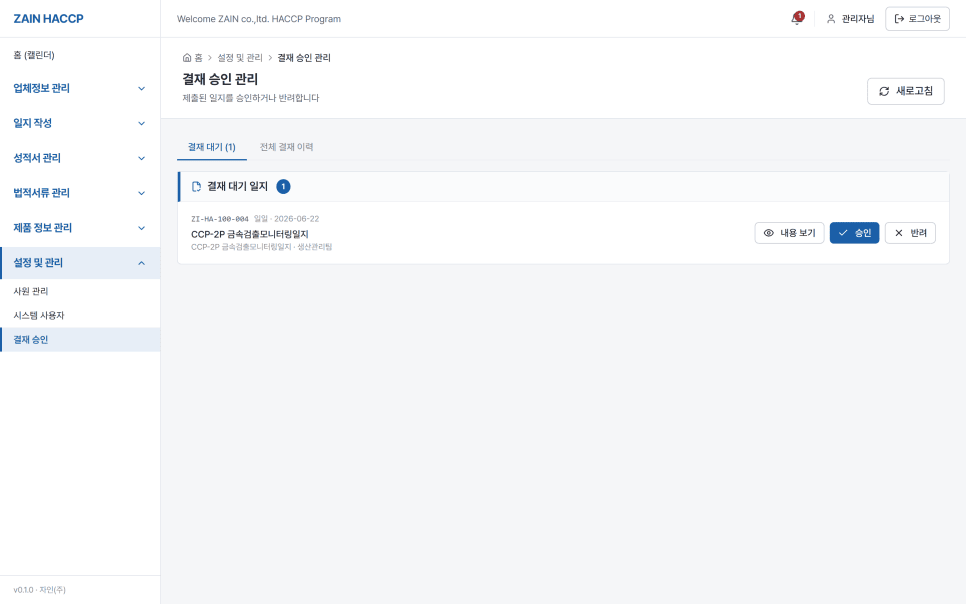 ZAIN HACCP
Welcome ZAIN co.,ltd. HACCP Program
1
관리자님
로그아웃
홈 (캘린더)
업체정보 관리
일지 작성
성적서 관리
법적서류 관리
제품 정보 관리
설정 및 관리
사원 관리
시스템 사용자
결재 승인
v0.1.0 · 자인(주)
홈 > 설정 및 관리 > 결재 승인 관리
결재 승인 관리
제출된 일지를 승인하거나 반려합니다
새로고침
결재 대기 (1) 전체 결재 이력
결재 대기 일지 1
ZI-HA-100-004 일일 · 2026-06-22
CCP-2P 금속검출모니터링일지
CCP-2P 금속검출모니터링일지 · 생산관리팀
내용 보기 승인 반려